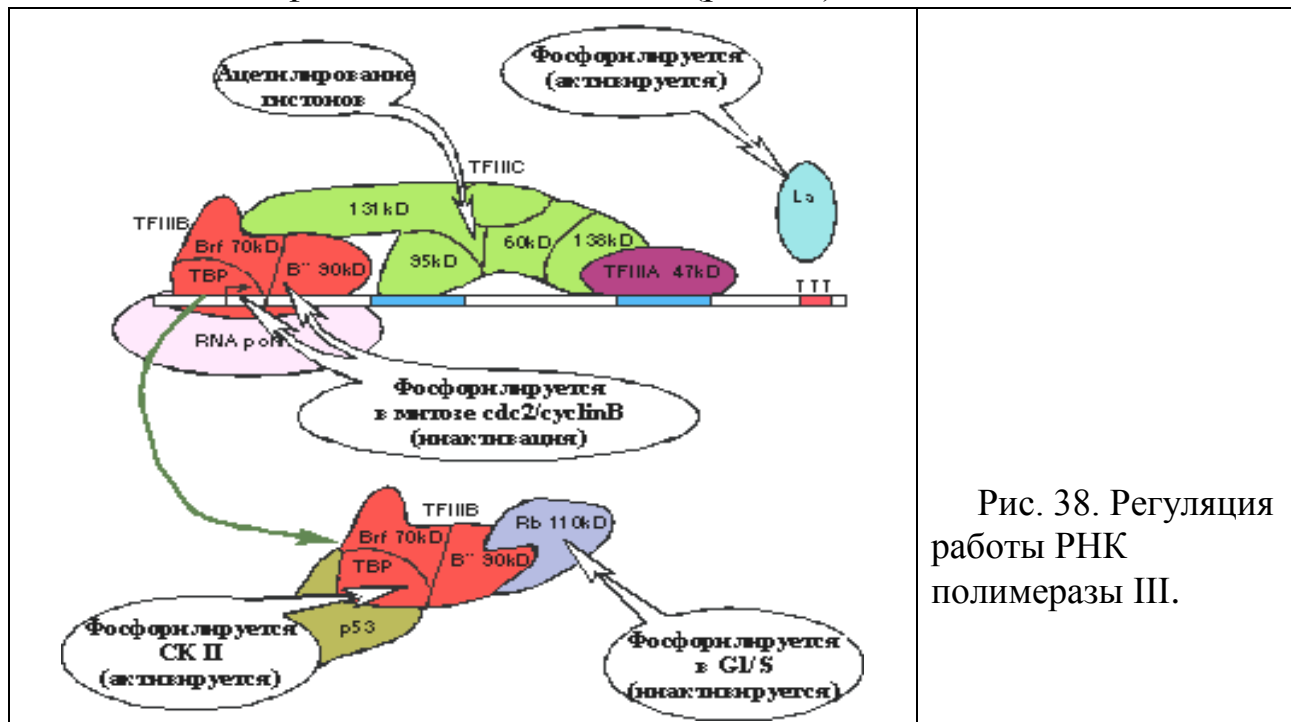 Ацетилирование
гистонов
Фосфорилируется
(активируется)
TFIIIC
La
131kD
TFIIIB
Brf 70kD
60kD
138kD
TBP
B" 90kD
95kD
TFIIIA 47kD
T T T
RNA pol
Фосфорилируется
в митозе cdc2/cyclinB
(инактивация)
TFIIIB
Rb 110kD
Brf 70kD
TBP
B" 90kD
Фосфорилируется
CK II
(активируется)
p53
Фосфорилируется
в G1/S
(инактивируется)
Рис. 38. Регуляция
работы РНК
полимеразы III.